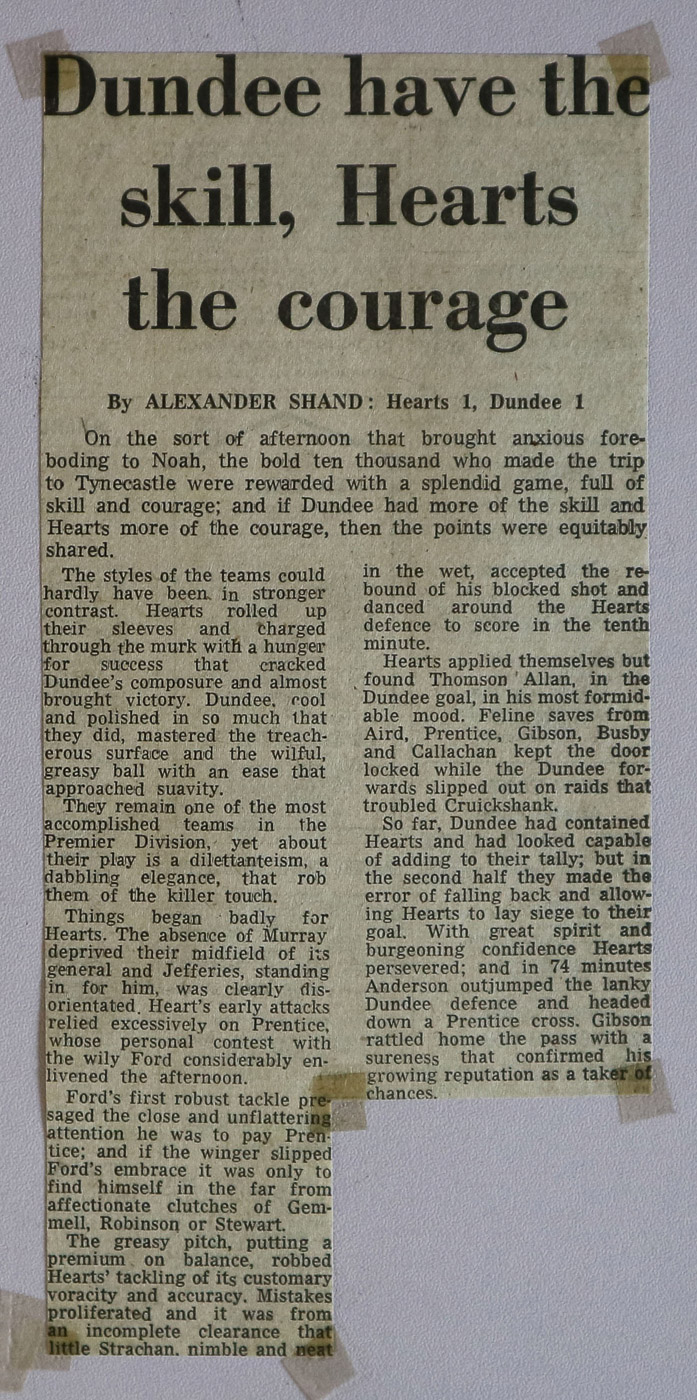 Dundee have the
skill, Hearts
the courage
By ALEXANDER SHAND: Hearts 1, Dundee 1
On the sort of afternoon that brought anxious fore-
boding to Noah, the bold ten thousand who made the trip
to Tynecastle were rewarded with a splendid game, full of
skill and courage; and if Dundee had more of the skill and
Hearts more of the courage, then the points were equitably
shared.
The styles of the teams could
hardly have been in stronger
contrast. Hearts rolled up
their sleeves and charged
through the murk with a hunger
for success that cracked
Dundee's composure and almost
brought victory. Dundee, cool
and polished in so much that
they did, mastered the treach-
erous surface and the wilful,
greasy ball with an ease that
approached suavity.
They remain one of the most
accomplished teams in the
Premier Division, yet about
their play is a dilettanteism, a
dabbling elegance, that rob
them of the killer touch.
Things began badly for
Hearts. The absence of Murray
deprived their midfield of its
general and Jefferies, standing
in for him, was clearly dis-
orientated. Heart's early attacks
relied excessively on Prentice,
whose personal contest with
the wily Ford considerably en-
livened the afternoon.
Ford's first robust tackle pre-
saged the close and unflattering
attention he was to pay Pren-
tice; and if the winger slipped
Ford's embrace it was only to
find himself in the far from
affectionate clutches of Gem-
mell, Robinson or Stewart.
The greasy pitch, putting a
premium on balance, robbed
Hearts' tackling of its customary
voracity and accuracy. Mistakes
proliferated and it was from
an incomplete clearance that
little Strachan, nimble and neat
in the wet, accepted the re-
bound of his blocked shot and
danced around the Hearts
defence to score in the tenth
minute.
Hearts applied themselves but
found Thomson Allan, in the
Dundee goal, in his most formid-
able mood. Feline saves from
Aird, Prentice, Gibson, Busby
and Callachan kept the door
locked while the Dundee for-
wards slipped out on raids that
troubled Cruickshank.
So far, Dundee had contained
Hearts and had looked capable
of adding to their tally; but in
the second half they made the
error of falling back and allow-
ing Hearts to lay siege to their
goal. With great spirit and
burgeoning confidence Hearts
persevered; and in 74 minutes
Anderson outjumped the lanky
Dundee defence and headed
down a Prentice cross. Gibson
rattled home the pass with a
sureness that confirmed his
growing reputation as a taker of
chances.